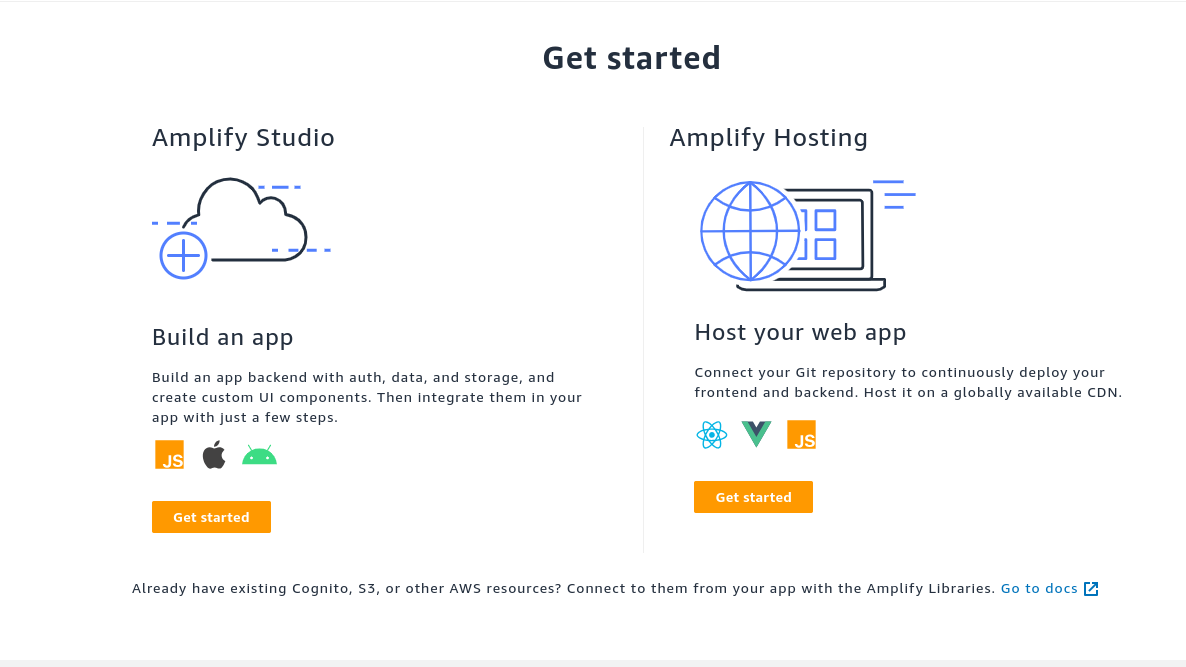 Get started
Amplify Studio
Build an app
Build an app backend with auth, data, and storage, and
create custom UI components. Then integrate them in your
app with just a few steps.
JS
Get started
Amplify Hosting
Host your web app
Connect your Git repository to continuously deploy your
frontend and backend. Host it on a globally available CDN.
JS
Get started
Already have existing Cognito, S3, or other AWS resources? Connect to them from your app with the Amplify Libraries. Go to docs